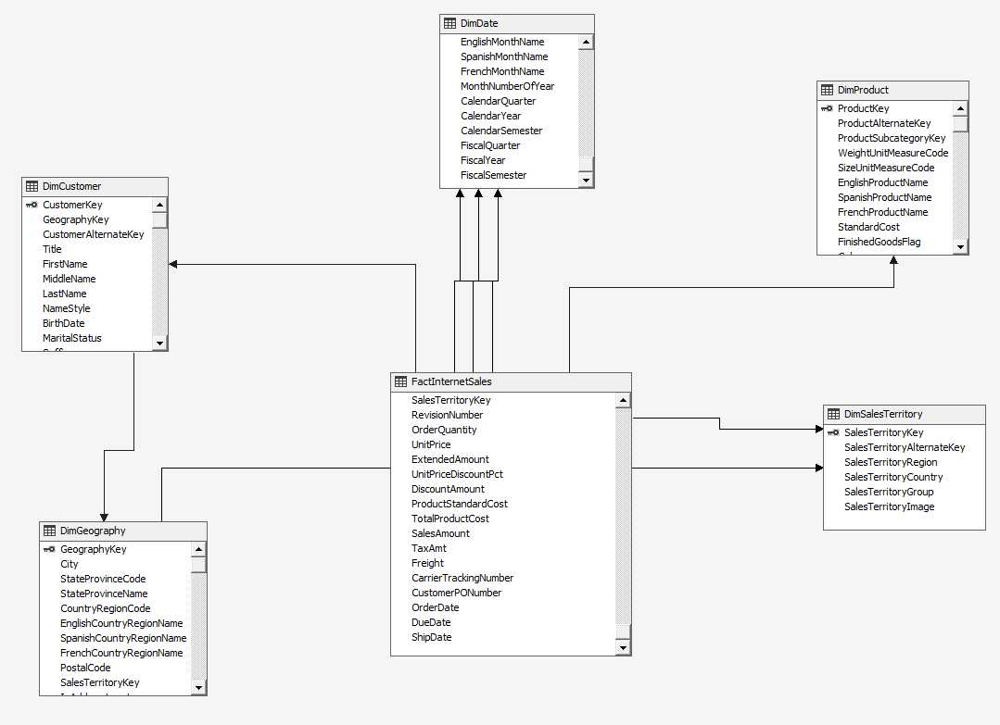 DimDate
EnglishMonthName
SpanishMonthName
FrenchMonthName
MonthNumberOfYear
CalendarQuarter
CalendarYear
CalendarSemester
FiscalQuarter
FiscalYear
FiscalSemester
DimProduct
ProductKey
ProductAlternateKey
ProductSubcategoryKey
WeightUnitMeasureCode
SizeUnitMeasureCode
EnglishProductName
SpanishProductName
FrenchProductName
StandardCost
FinishedGoodsFlag
DimCustomer
CustomerKey
GeographyKey
CustomerAlternateKey
Title
FirstName
MiddleName
LastName
NameStyle
BirthDate
MaritalStatus
FactInternetSales
SalesTerritoryKey
RevisionNumber
OrderQuantity
UnitPrice
ExtendedAmount
UnitPriceDiscountPct
DiscountAmount
ProductStandardCost
TotalProductCost
SalesAmount
TaxAmt
Freight
CarrierTrackingNumber
CustomerPONumber
OrderDate
DueDate
ShipDate
DimSalesTerritory
SalesTerritoryKey
SalesTerritoryAlternateKey
SalesTerritoryRegion
SalesTerritoryCountry
SalesTerritoryGroup
SalesTerritoryImage
DimGeography
GeographyKey
City
StateProvinceCode
StateProvinceName
CountryRegionCode
EnglishCountryRegionName
SpanishCountryRegionName
FrenchCountryRegionName
PostalCode
SalesTerritoryKey